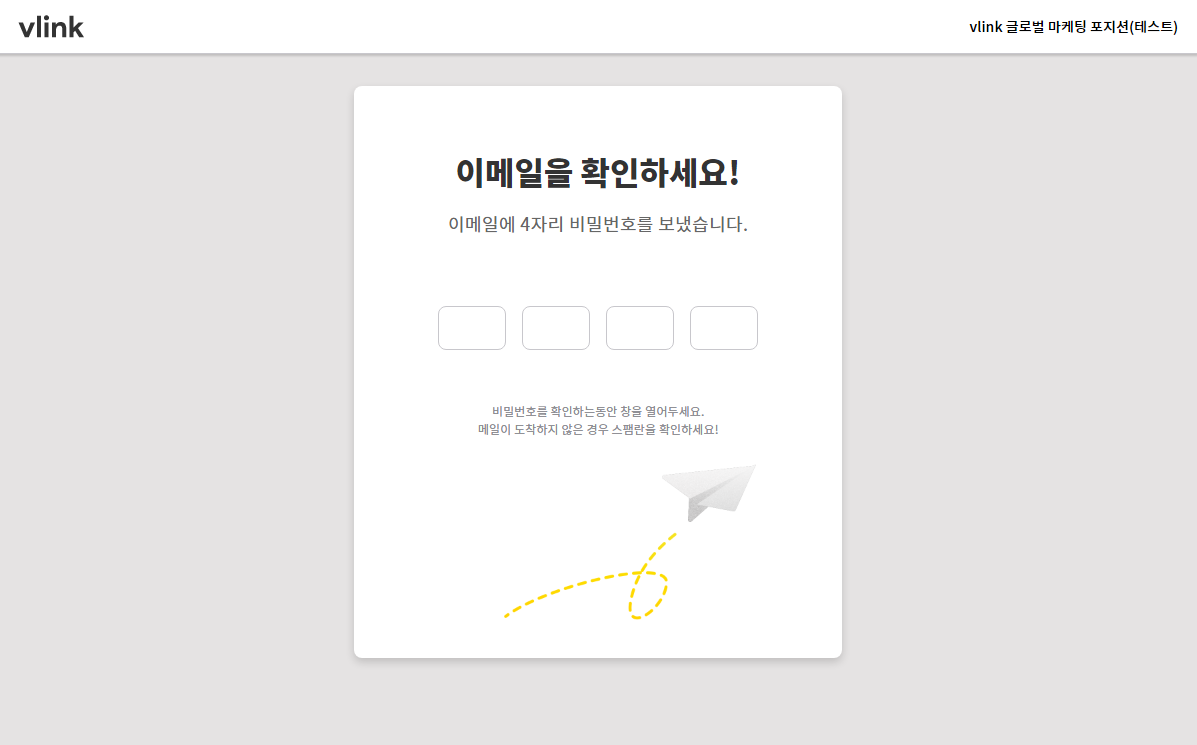 vlink
vlink 글로벌 마케팅 포지션(테스트)
이메일을 확인하세요!
이메일에 4자리 비밀번호를 보냈습니다.
비밀번호를 확인하는동안 창을 열어두세요.
메일이 도착하지 않은 경우 스팸란을 확인하세요!